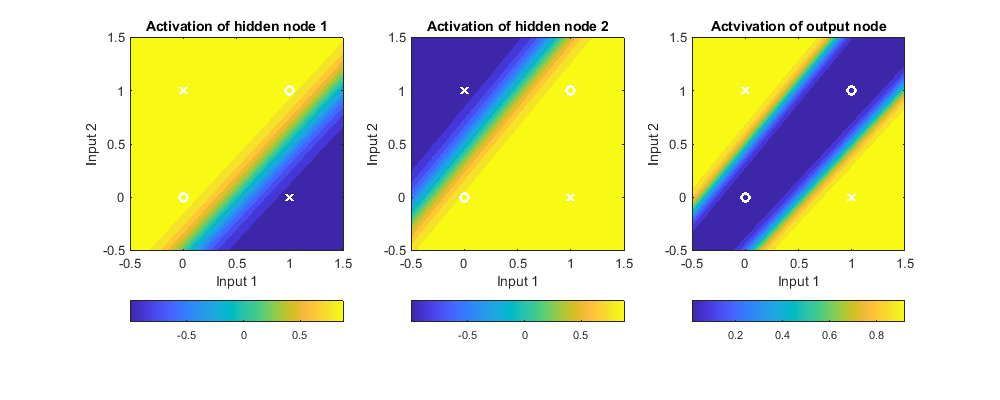 Activation of hidden node 1
1.5
1
0.5
0
-0.5
Input 2
-0.5 0 0.5 1 1.5
Input 1
-0.5 0 0.5
Activation of hidden node 2
1.5
1
0.5
0
-0.5
Input 2
-0.5 0 0.5 1 1.5
Input 1
-0.5 0 0.5
Actvivation of output node
1.5
1
0.5
0
-0.5
Input 2
-0.5 0 0.5 1 1.5
Input 1
0.2 0.4 0.6 0.8